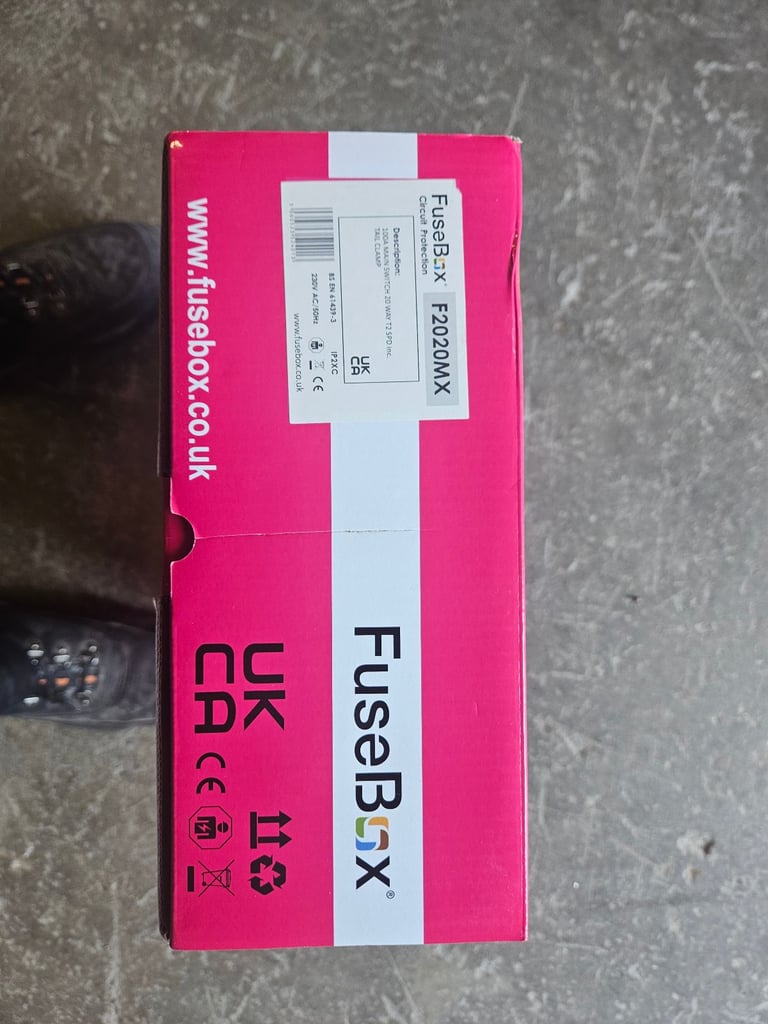 FuseBox®
Circuit Protection
F2020MX
Description:
100A MAIN SWITCH 20 WAY T2 SPD inc.
TAIL CLAMP
UK
CA
BS EN 61439-3
IP2XC
230V AC/50Hz
CE
www.fusebox.co.uk
www.fusebox.co.uk
FuseBox®
UK
CA
CE